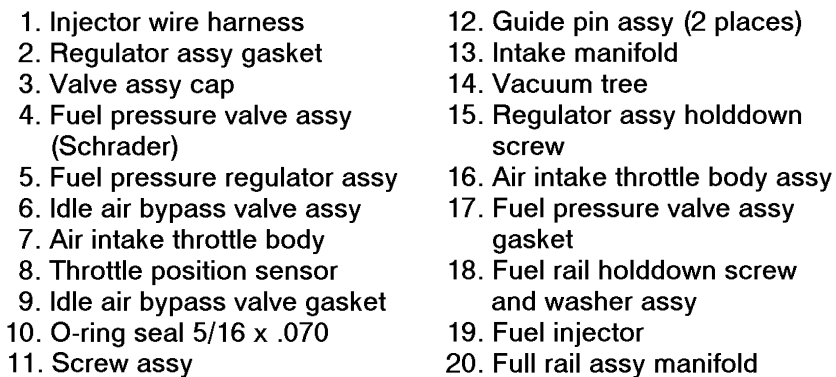 1. Injector wire harness
2. Regulator assy gasket
3. Valve assy cap
4. Fuel pressure valve assy
(Schrader)
5. Fuel pressure regulator assy
6. Idle air bypass valve assy
7. Air intake throttle body
8. Throttle position sensor
9. Idle air bypass valve gasket
10. O-ring seal 5/16 x .070
11. Screw assy
12. Guide pin assy (2 places)
13. Intake manifold
14. Vacuum tree
15. Regulator assy holddown
screw
16. Air intake throttle body assy
17. Fuel pressure valve assy
gasket
18. Fuel rail holddown screw
and washer assy
19. Fuel injector
20. Full rail assy manifold